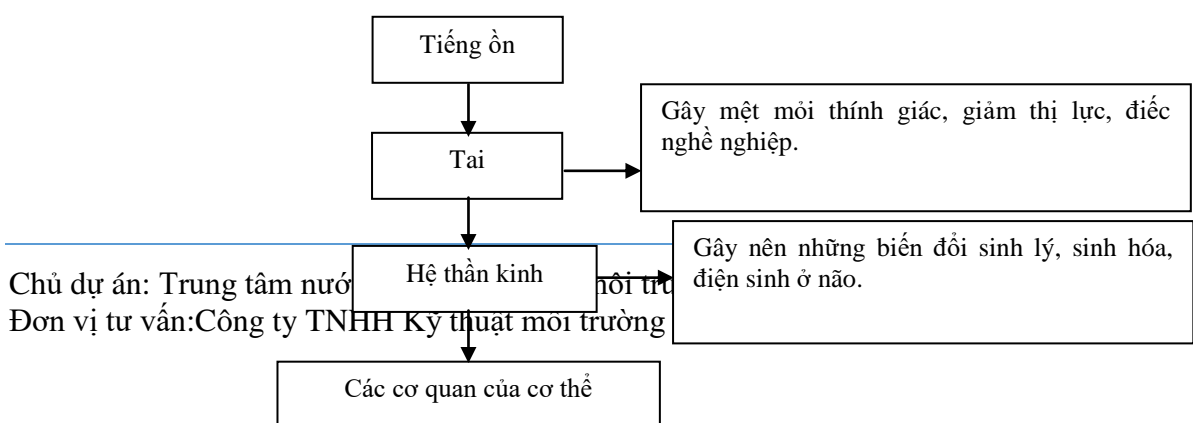 Tiếng ồn
Gây mệt mỏi thính giác, giảm thị lực, điếc
nghề nghiệp.
Tai
Gây nên những biến đổi sinh lý, sinh hóa,
điện sinh ở não.
Hệ thần kinh
Chủ dự án: Trung tâm
Đơn vị tư vấn:Công ty TNHH Kỹ thuật môi trường
Các cơ quan của cơ thể